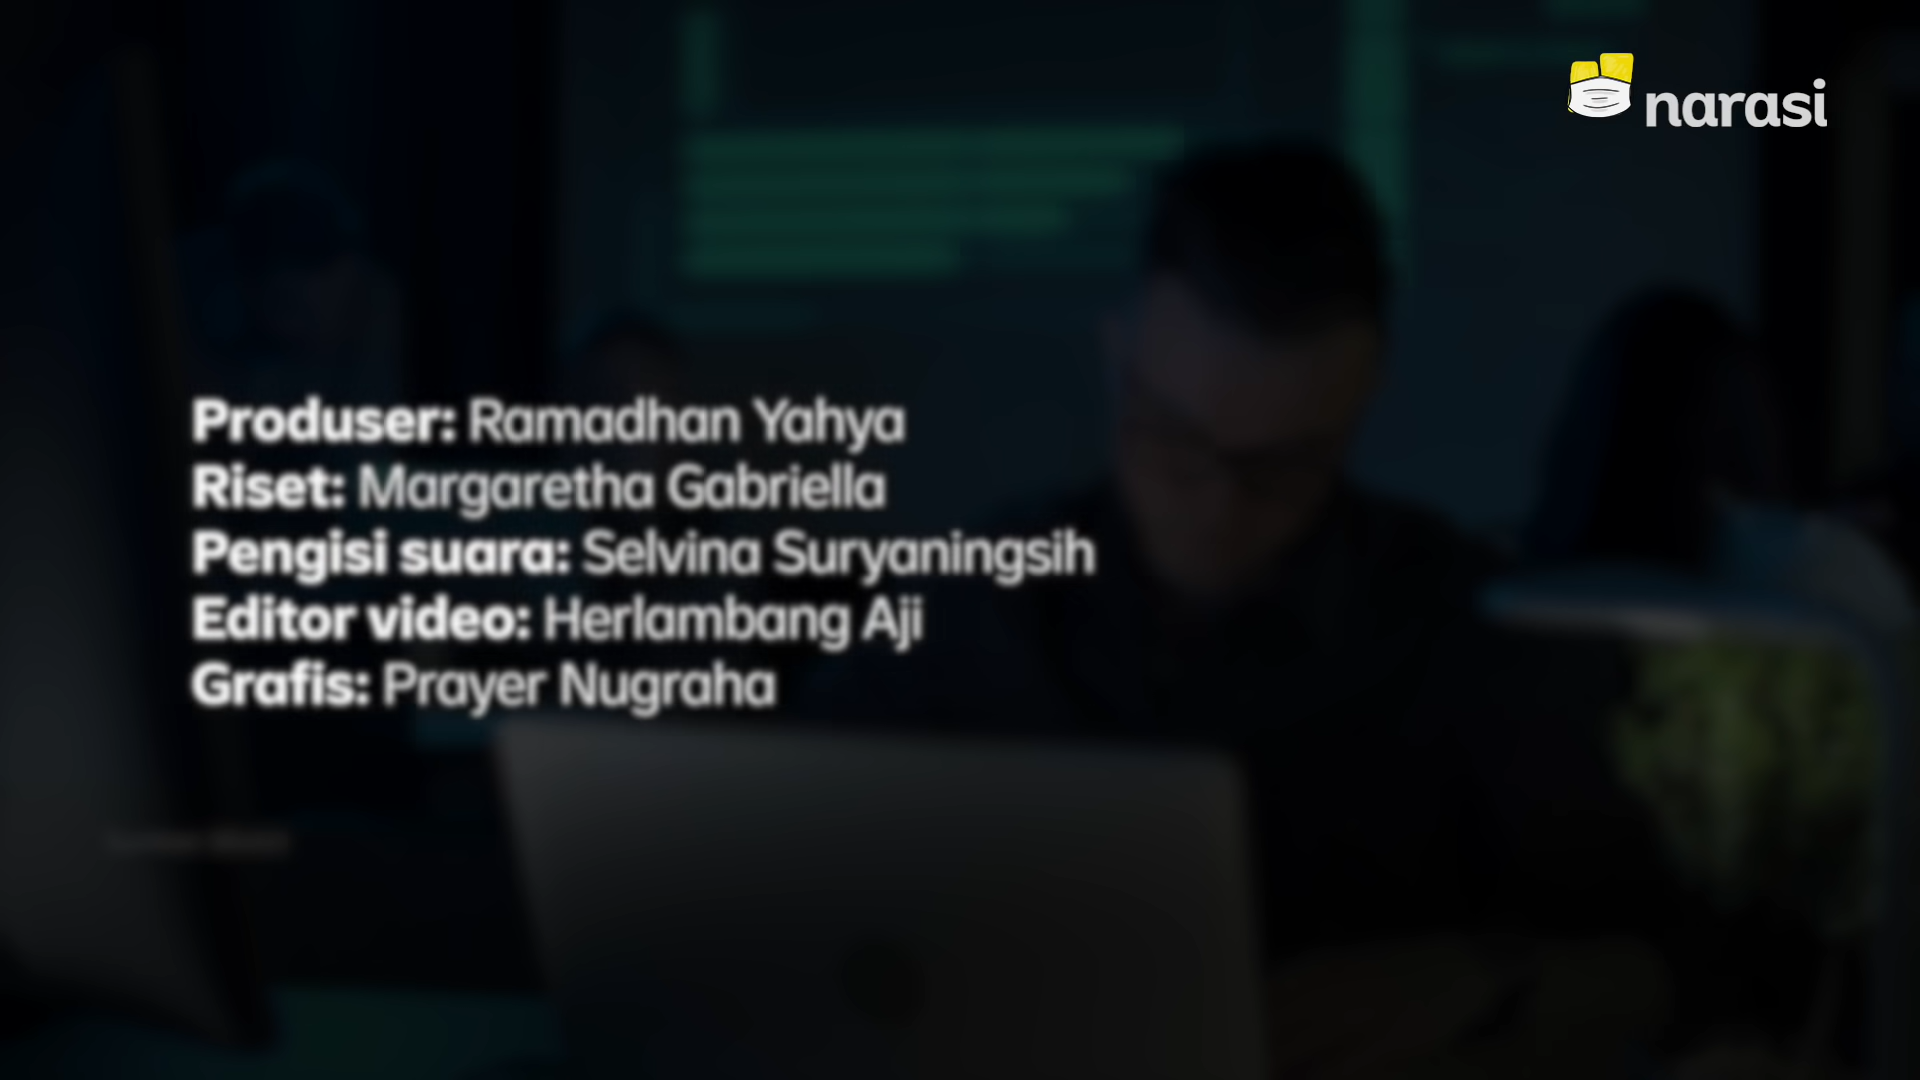 narasi
Produser: Ramadhan Yahya
Riset: Margaretha Gabriella
Pengisi suara: Selvina Suryaningsih
Editor video: Herlambang Aji
Grafis: Prayer Nugraha